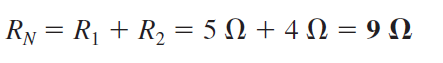 R_N = R_1 + R_2 = 5 Ω + 4 Ω = 9 Ω